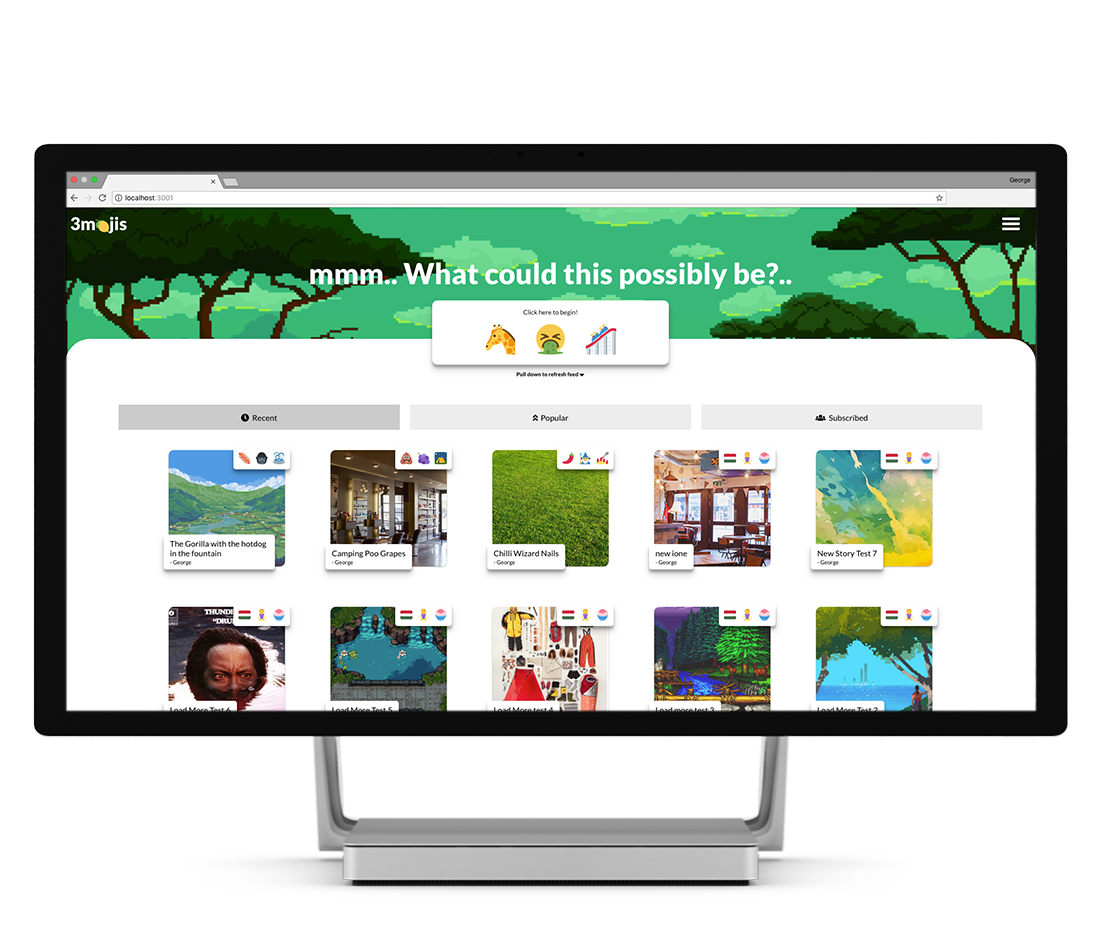 George
localhost:3001
3m🍋jis
mmm.. What could this possibly be?..
Click here to begin!
Pull down to refresh feed
Recent
Popular
Subscribed
The Gorilla with the hotdog
in the fountain
- George
Camping Poo Grapes
- George
Chilli Wizard Nails
- George
new ione
- George
New Story Test 7
- George
"DRU
Load More Test 6
Load More Test 5
Load More test 4
Load more test 3
Load More Test 2